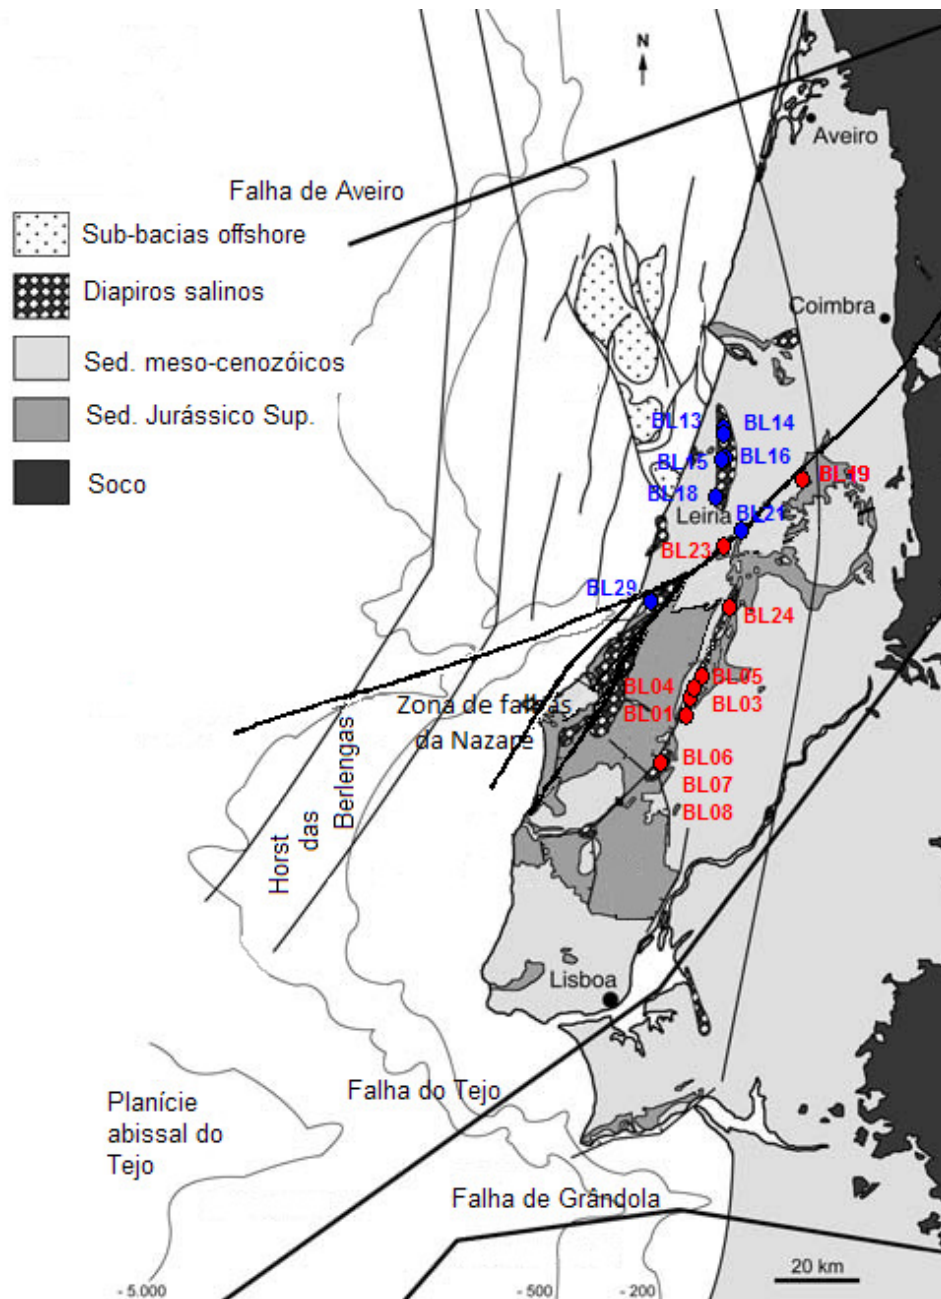 N
Aveiro
Falha de Aveiro
Sub-bacias offshore
Diapiros salinos
Coimbra
Sed. meso-cenozóicos
Sed. Jurássico Sup.
Soco
BL13
BL14
BL15
BL16
BL19
BL18
Leiria
BL21
BL23
BL29
BL24
BL05
BL04
BL03
BL01
Zona de falhas
da Nazaré
BL06
BL07
BL08
Horst
das
Berlengas
Lisboa
Falha do Tejo
Planície
abissal do
Tejo
Falha de Grândola
20 km
- 5.000
- 500
- 200